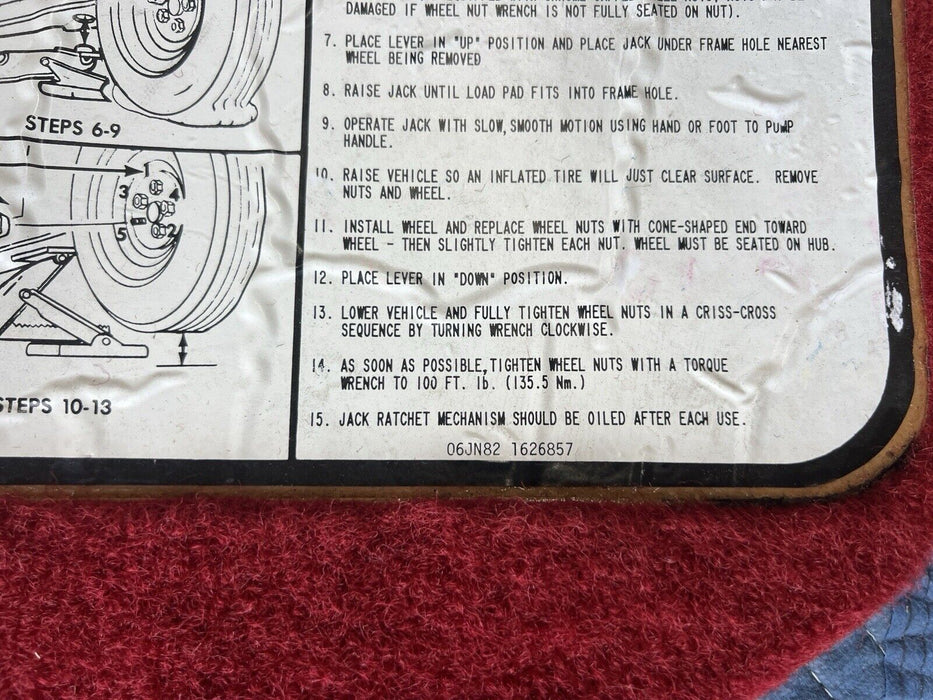 DAMAGED IF WHEEL NUT WRENCH IS NOT FULLY SEATED ON NUT).
7. PLACE LEVER IN "UP" POSITION AND PLACE JACK UNDER FRAME HOLE NEAREST
WHEEL BEING REMOVED
8. RAISE JACK UNTIL LOAD PAD FITS INTO FRAME HOLE.
9. OPERATE JACK WITH SLOW, SMOOTH MOTION USING HAND OR FOOT TO PUMP
HANDLE.
10. RAISE VEHICLE SO AN INFLATED TIRE WILL JUST CLEAR SURFACE. REMOVE
NUTS AND WHEEL.
11. INSTALL WHEEL AND REPLACE WHEEL NUTS WITH CONE-SHAPED END TOWARD
WHEEL - THEN SLIGHTLY TIGHTEN EACH NUT. WHEEL MUST BE SEATED ON HUB.
12. PLACE LEVER IN "DOWN" POSITION.
13. LOWER VEHICLE AND FULLY TIGHTEN WHEEL NUTS IN A CRISS-CROSS
SEQUENCE BY TURNING WRENCH CLOCKWISE.
14. AS SOON AS POSSIBLE, TIGHTEN WHEEL NUTS WITH A TORQUE
WRENCH TO 100 FT. lb. (135.5 Nm.)
15. JACK RATCHET MECHANISM SHOULD BE OILED AFTER EACH USE.
06JN82 1626857
STEPS 6-9
1
3 4
5 2
STEPS 10-13